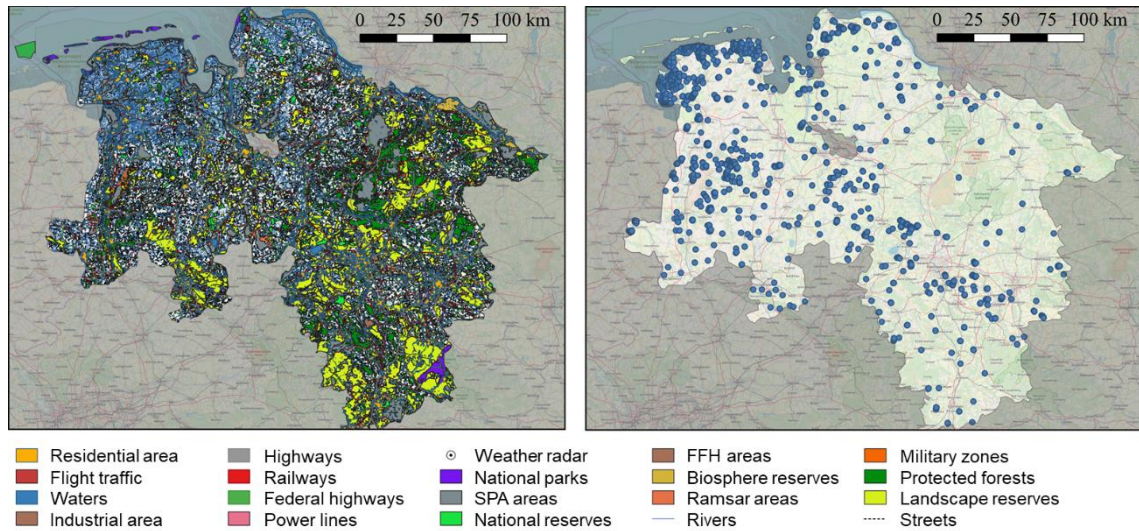 0 25 50 75 100 km
0 25 50 75 100 km
Residential area
Highways
Weather radar
FFH areas
Military zones
Flight traffic
Railways
National parks
Biosphere reserves
Protected forests
Waters
Federal highways
SPA areas
Ramsar areas
Landscape reserves
Industrial area
Power lines
National reserves
Rivers
Streets